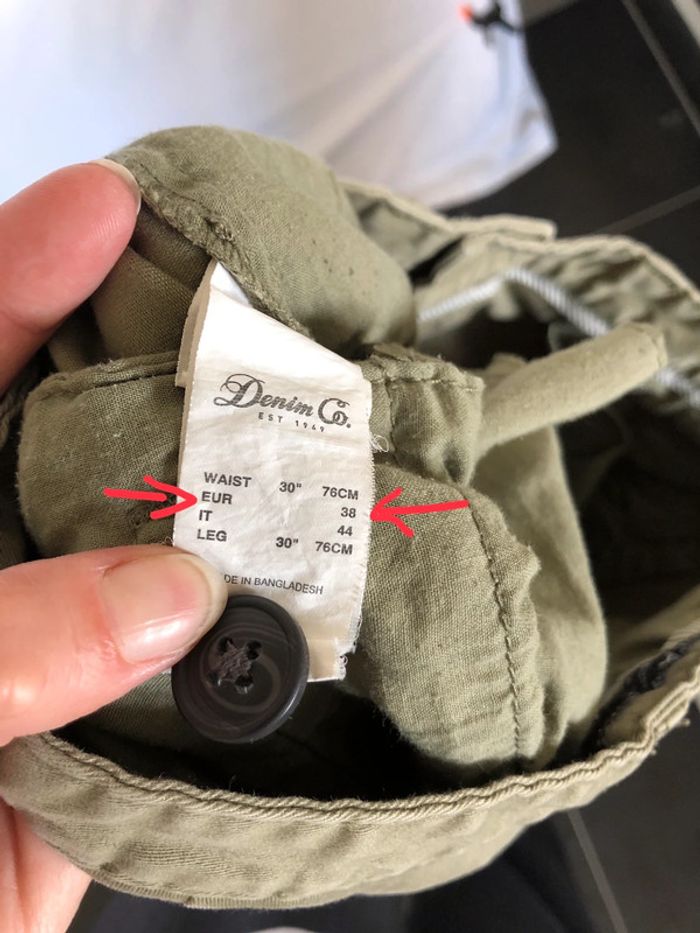 Denim Co.
EST 1949
WAIST 30" 76CM
EUR 38
IT 44
LEG 30" 76CM
DE IN BANGLADESH